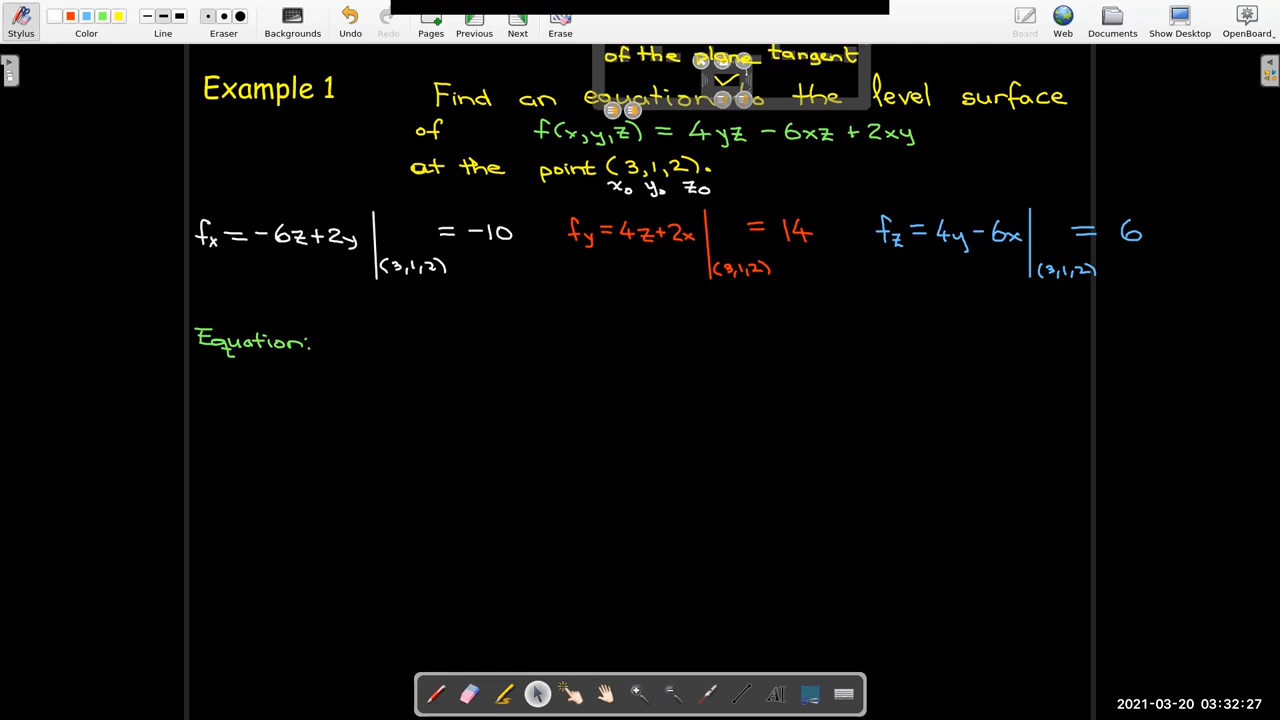 Stylus Color Line Eraser Backgrounds Undo Redo Pages Previous Next Erase Board Web Documents Show Desktop OpenBoard
of the plane tangent
Example 1 Find an equation to the level surface
of f(x,y,z) = 4yz - 6xz + 2xy
at the point (3,1,2).
x₀ y₀ z₀
fₓ = -6z+2y |(3,1,2) = -10 f_y = 4z+2x |(3,1,2) = 14 f_z = 4y-6x |(3,1,2) = 6
Equation:
AI
2021-03-20 03:32:27